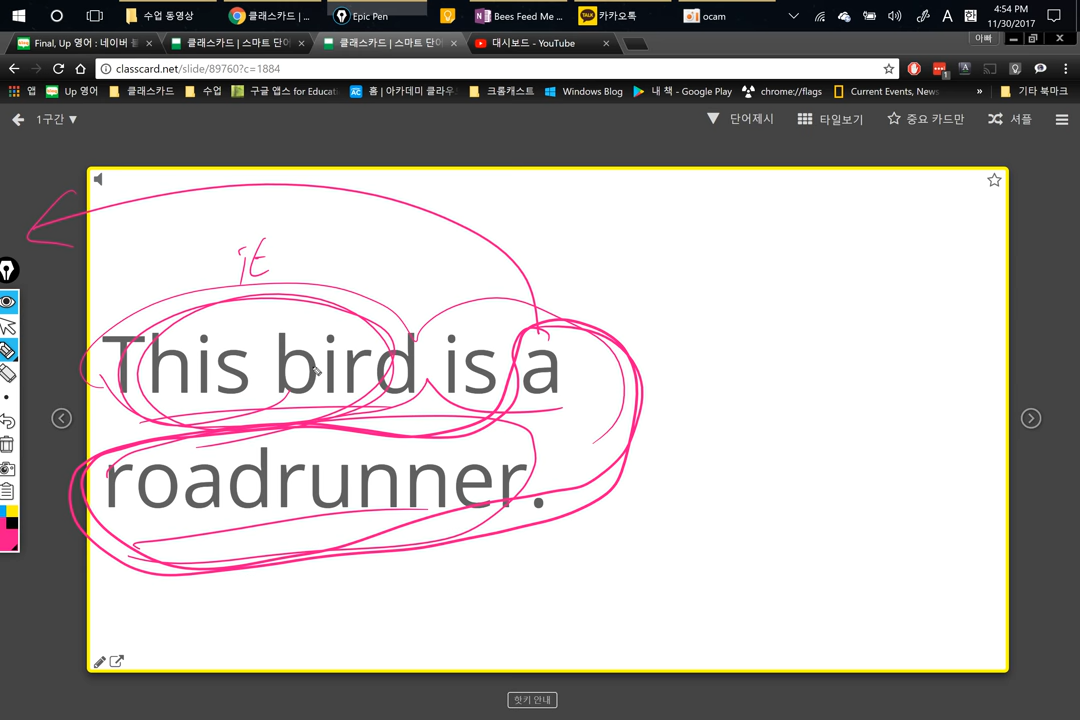 수업 동영상
클래스카드 | ...
Epic Pen
Bees Feed Me ...
카카오톡
ocam
A
한
4:54 PM
11/30/2017
Final, Up 영어 : 네이버
클래스카드 | 스마트 단어
클래스카드 | 스마트 단어
대시보드 - YouTube
아빠
classcard.net/slide/89760?c=1884
앱
Up 영어
클래스카드
수업
구글 앱스 for Educati
홈 | 아카데미 클라우
크롬캐스트
Windows Blog
내 책 - Google Play
chrome://flags
Current Events, News
»
기타 북마크
1구간 ▼
단어제시
타일보기
중요 카드만
셔플
it
This bird is a
roadrunner.
핫키 안내